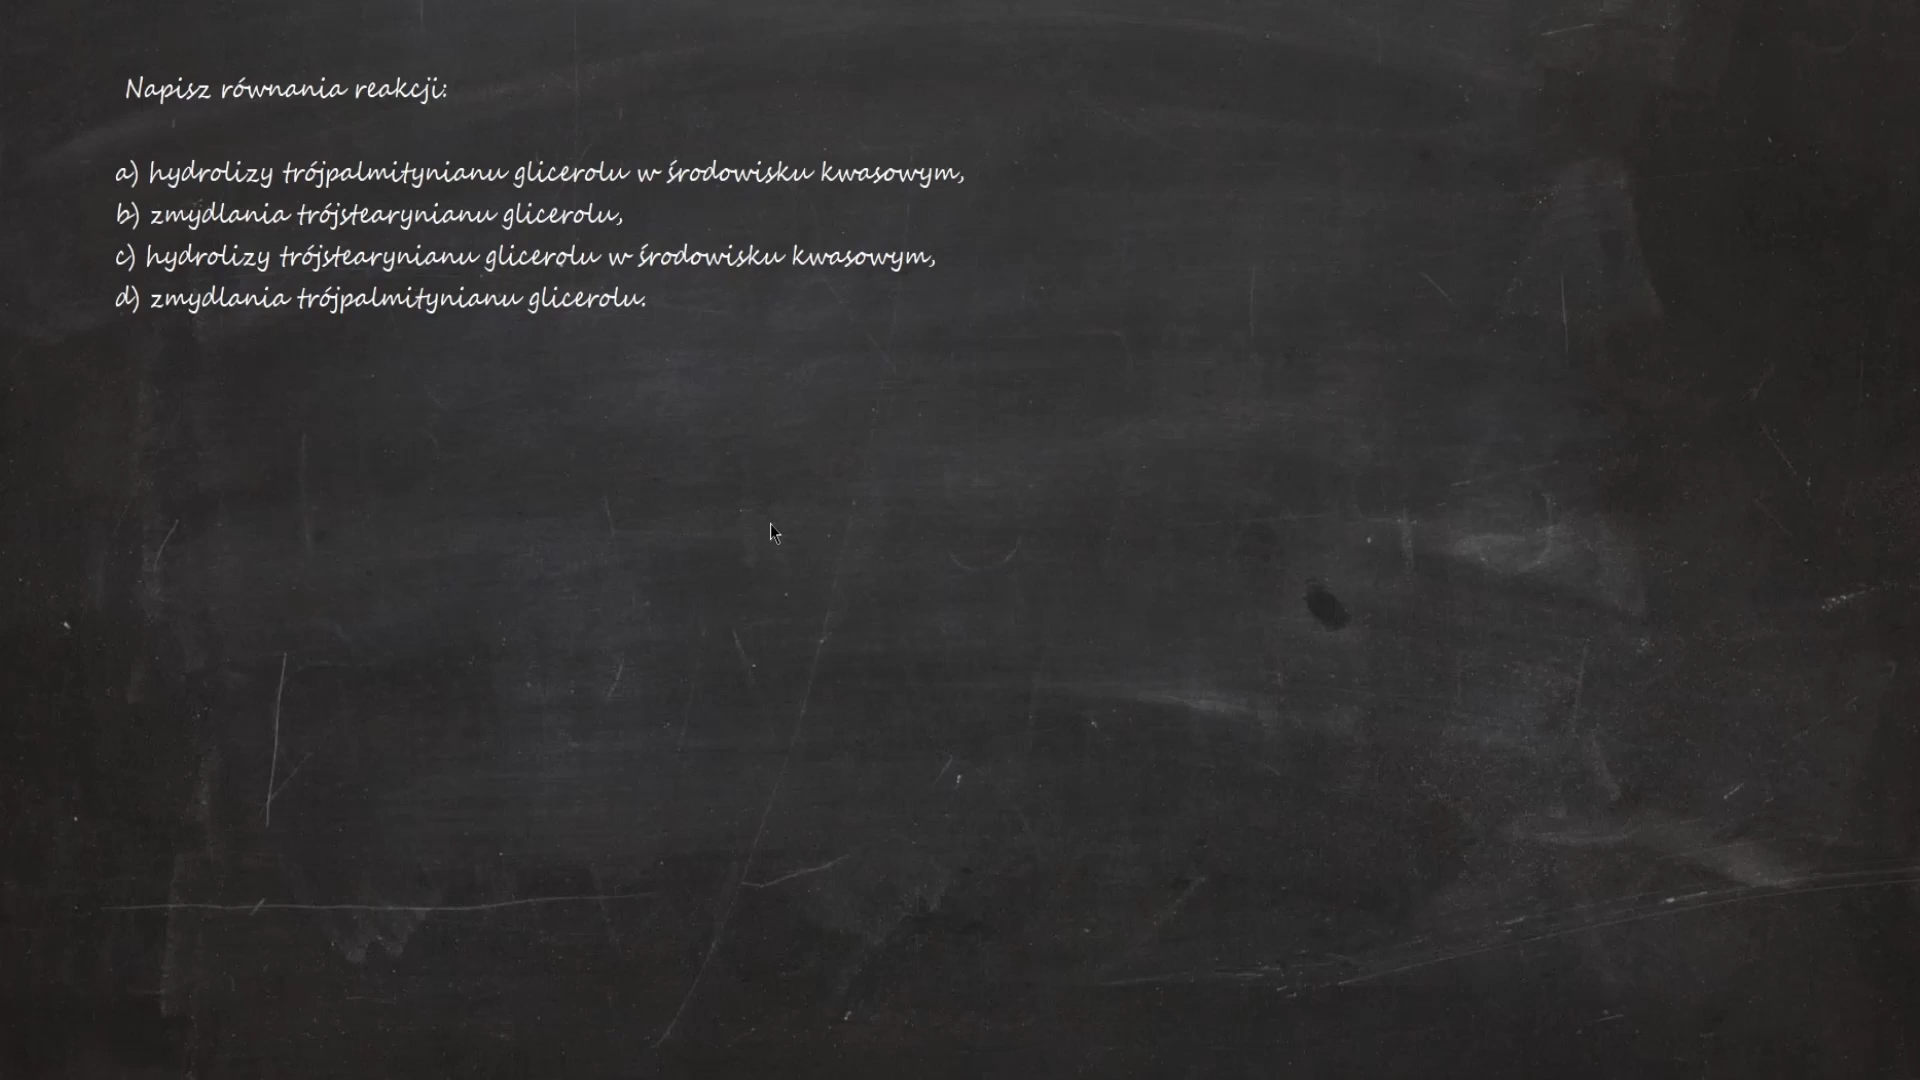 Napisz równania reakcji:
a) hydrolizy trójpalmitynianu glicerolu w środowisku kwasowym,
b) zmydlania trójstearynianu glicerolu,
c) hydrolizy trójstearynianu glicerolu w środowisku kwasowym,
d) zmydlania trójpalmitynianu glicerolu.